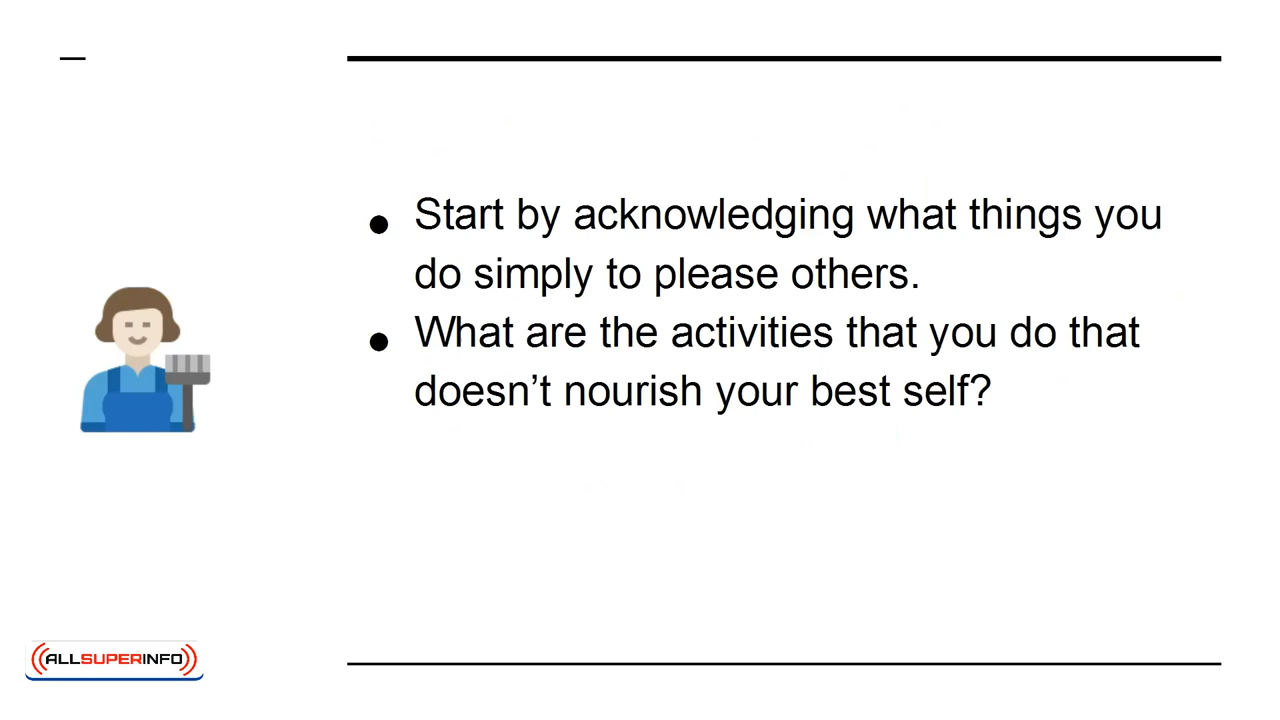 ● Start by acknowledging what things you
do simply to please others.
● What are the activities that you do that
doesn’t nourish your best self?
ALLSUPERINFO